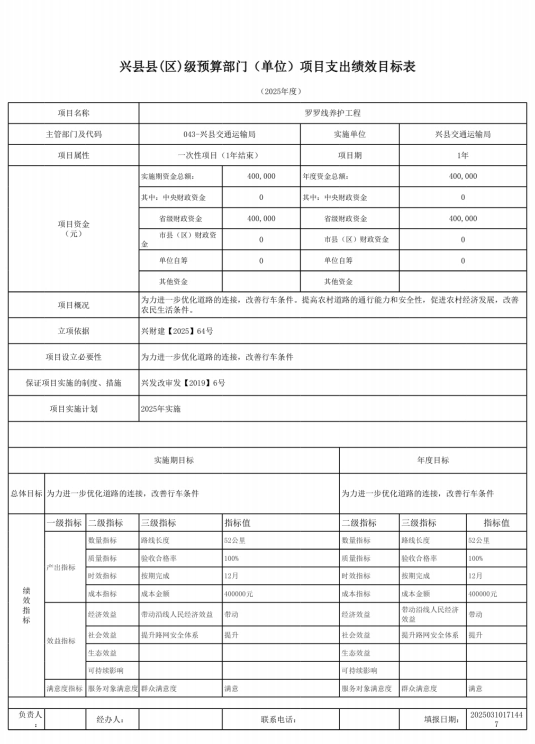 兴县县(区)级预算部门（单位）项目支出绩效目标表
（2025年度）
项目名称 罗罗线养护工程
主管部门及代码 043-兴县交通运输局 实施单位 兴县交通运输局
项目属性 一次性项目（1年结束） 项目期 1年
项目资金
（元）
实施期资金总额: 400,000 年度资金总额: 400,000
其中: 中央财政资金 0 其中: 中央财政资金 0
省级财政资金 400,000 省级财政资金 400,000
市县（区）财政资
金 0 市县（区）财政资金 0
单位自筹 0 单位自筹 0
其他资金 其他资金
项目概况 为力进一步优化道路的连接，改善行车条件、提高农村道路的通行能力和安全性，促进农村经济发展，改善
农民生活条件。
立项依据 兴财建【2025】64号
项目设立必要性 为力进一步优化道路的连接，改善行车条件
保证项目实施的制度、措施 兴发改审发【2019】6号
项目实施计划 2025年实施
实施期目标 年度目标
总体目标 为力进一步优化道路的连接，改善行车条件 为力进一步优化道路的连接，改善行车条件
绩效指标
一级指标 二级指标 三级指标 指标值 二级指标 三级指标 指标值
产出指标
数量指标 路线长度 52公里 数量指标 路线长度 52公里
质量指标 验收合格率 100% 质量指标 验收合格率 100%
时效指标 按期完成 12月 时效指标 按期完成 12月
成本指标 成本金额 400000元 成本指标 成本金额 400000元
效益指标
经济效益 带动沿线人民经济效益 带动 经济效益 带动沿线人民经济
效益 带动
社会效益 提升路网安全体系 提升 社会效益 提升路网安全体系 提升
生态效益 生态效益
可持续影响 可持续影响
满意度指标 服务对象满意度 群众满意度 满意 服务对象满意度 群众满意度 满意
负责人
： 经办人: 联系电话: 填报日期: 2025031017144
7